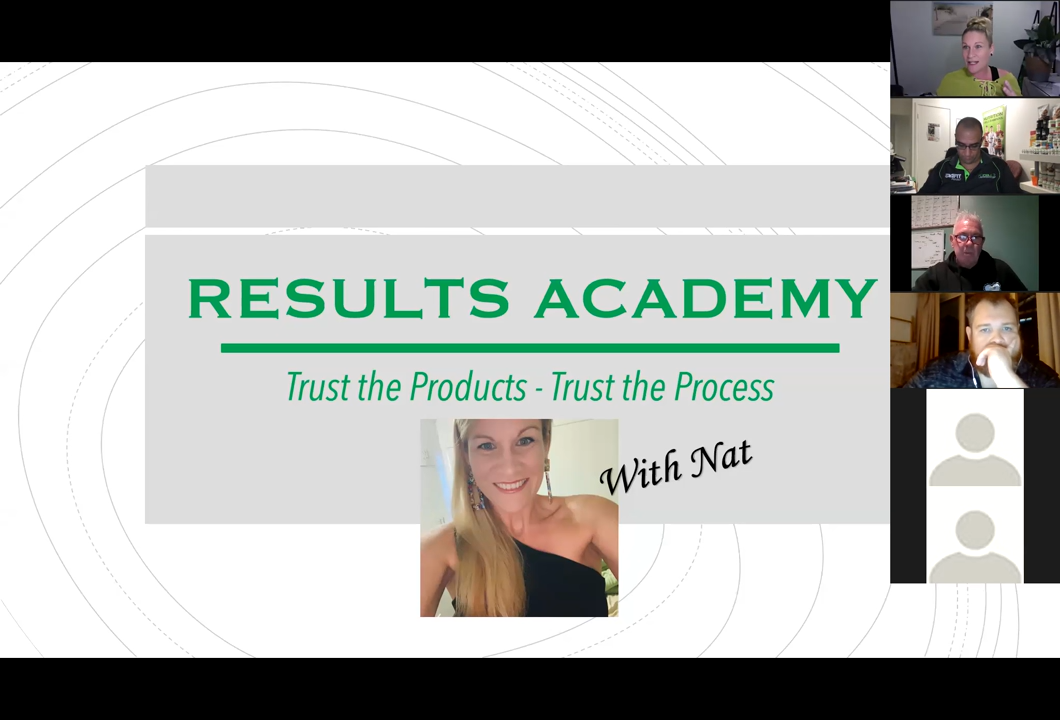 RESULTS ACADEMY
Trust the Products - Trust the Process
With Nat